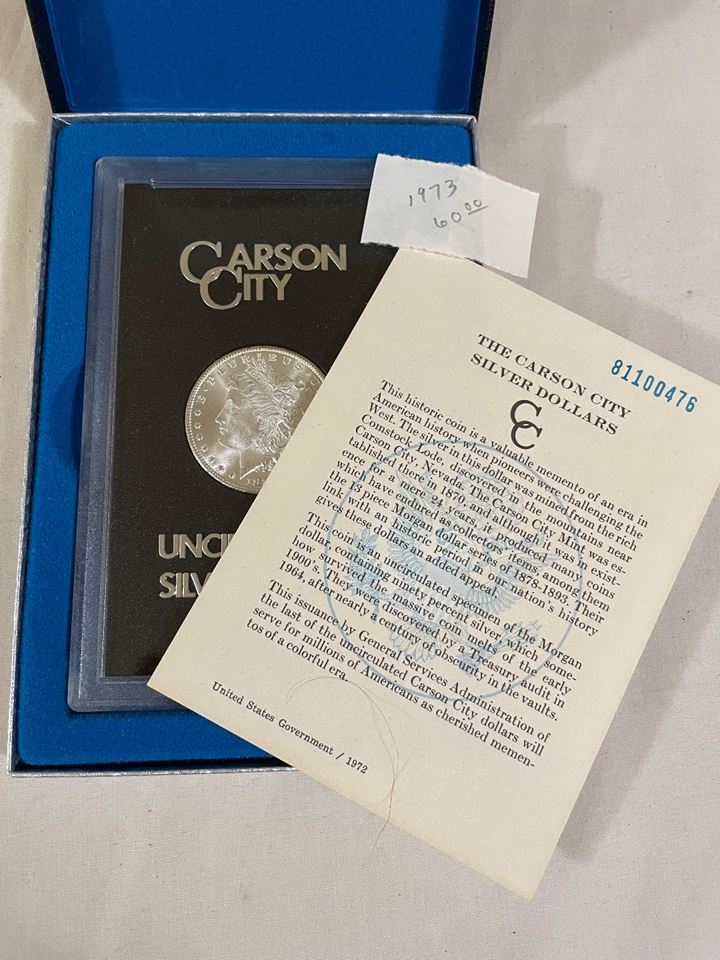 CARSON
CITY
PLURIBUS
UNCI
SIL
1973
60.00
THE CARSON CITY
SILVER DOLLARS
CC
81100476
This historic coin is a valuable memento of an era in
American history when pioneers were challenging the
West. The silver in this dollar was mined from the rich
Comstock Lode, discovered in the mountains near
Carson City, Nevada. The Carson City Mint was es-
tablished there in 1870, and although it was in exist-
ence for a mere 24 years, it produced many coins
which have endured as collectors' items among them
the 13 piece Morgan dollar series of 1878-1893. Their
link with an historic period in our nation's history
gives these dollars an added appeal.
This coin is an uncirculated specimen of the Morgan
dollar containing ninety percent silver, which some-
how survived the massed coin melts of the early
1900's. They were discovered by a Treasury audit in
1964, after nearly a century of obscurity in the vaults.
This issuance by General Services Administration of
the last of the uncirculated Carson City dollars will
serve for millions of Americans as cherished memen-
tos of a colorful era.
United States Government / 1972